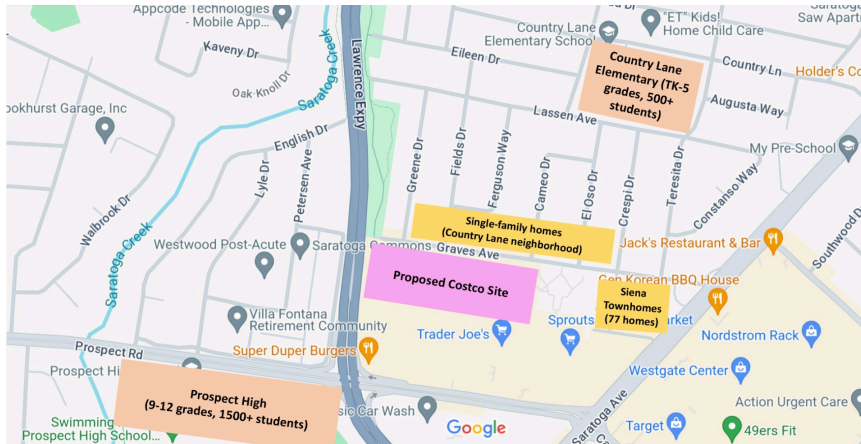 Appcode Technologies
- Mobile App...
Kaveny Dr
Oak Knoll Dr
Saratoga Creek
Lawrence Expy
Country Lane
Elementary School
"ET" Kids!
Home Child Care
Saratoga
Saw Apartm
Eileen Dr
Country Lane
Elementary (TK-5
grades, 500+
students)
Country Ln
Holder's Co
ookhurst Garage, Inc
English Dr
Lassen Ave
Augusta Way
My Pre-School
Lyle Dr
Petersen Ave
Greene Dr
Fields Dr
Ferguson Way
Cameo Dr
El Oso Dr
Crespi Dr
Teresita Dr
Constanso Way
Walbrook Dr
Saratoga Creek
Southwood D
Single-family homes
(Country Lane neighborhood)
Jack's Restaurant & Bar
Westwood Post-Acute
Saratoga Commons
Graves Ave
Gen Korean BBQ House
Proposed Costco Site
Siena
Townhomes
(77 homes)
Villa Fontana
Retirement Community
Trader Joe's
Sprouts
arket
Nordstrom Rack
Prospect Rd
Super Duper Burgers
Westgate Center
Prospect Hi
Prospect High
(9-12 grades, 1500+ students)
sic Car Wash
Saratoga Ave
Action Urgent Care
Swimming
Prospect High School...
Google
Target
49ers Fit